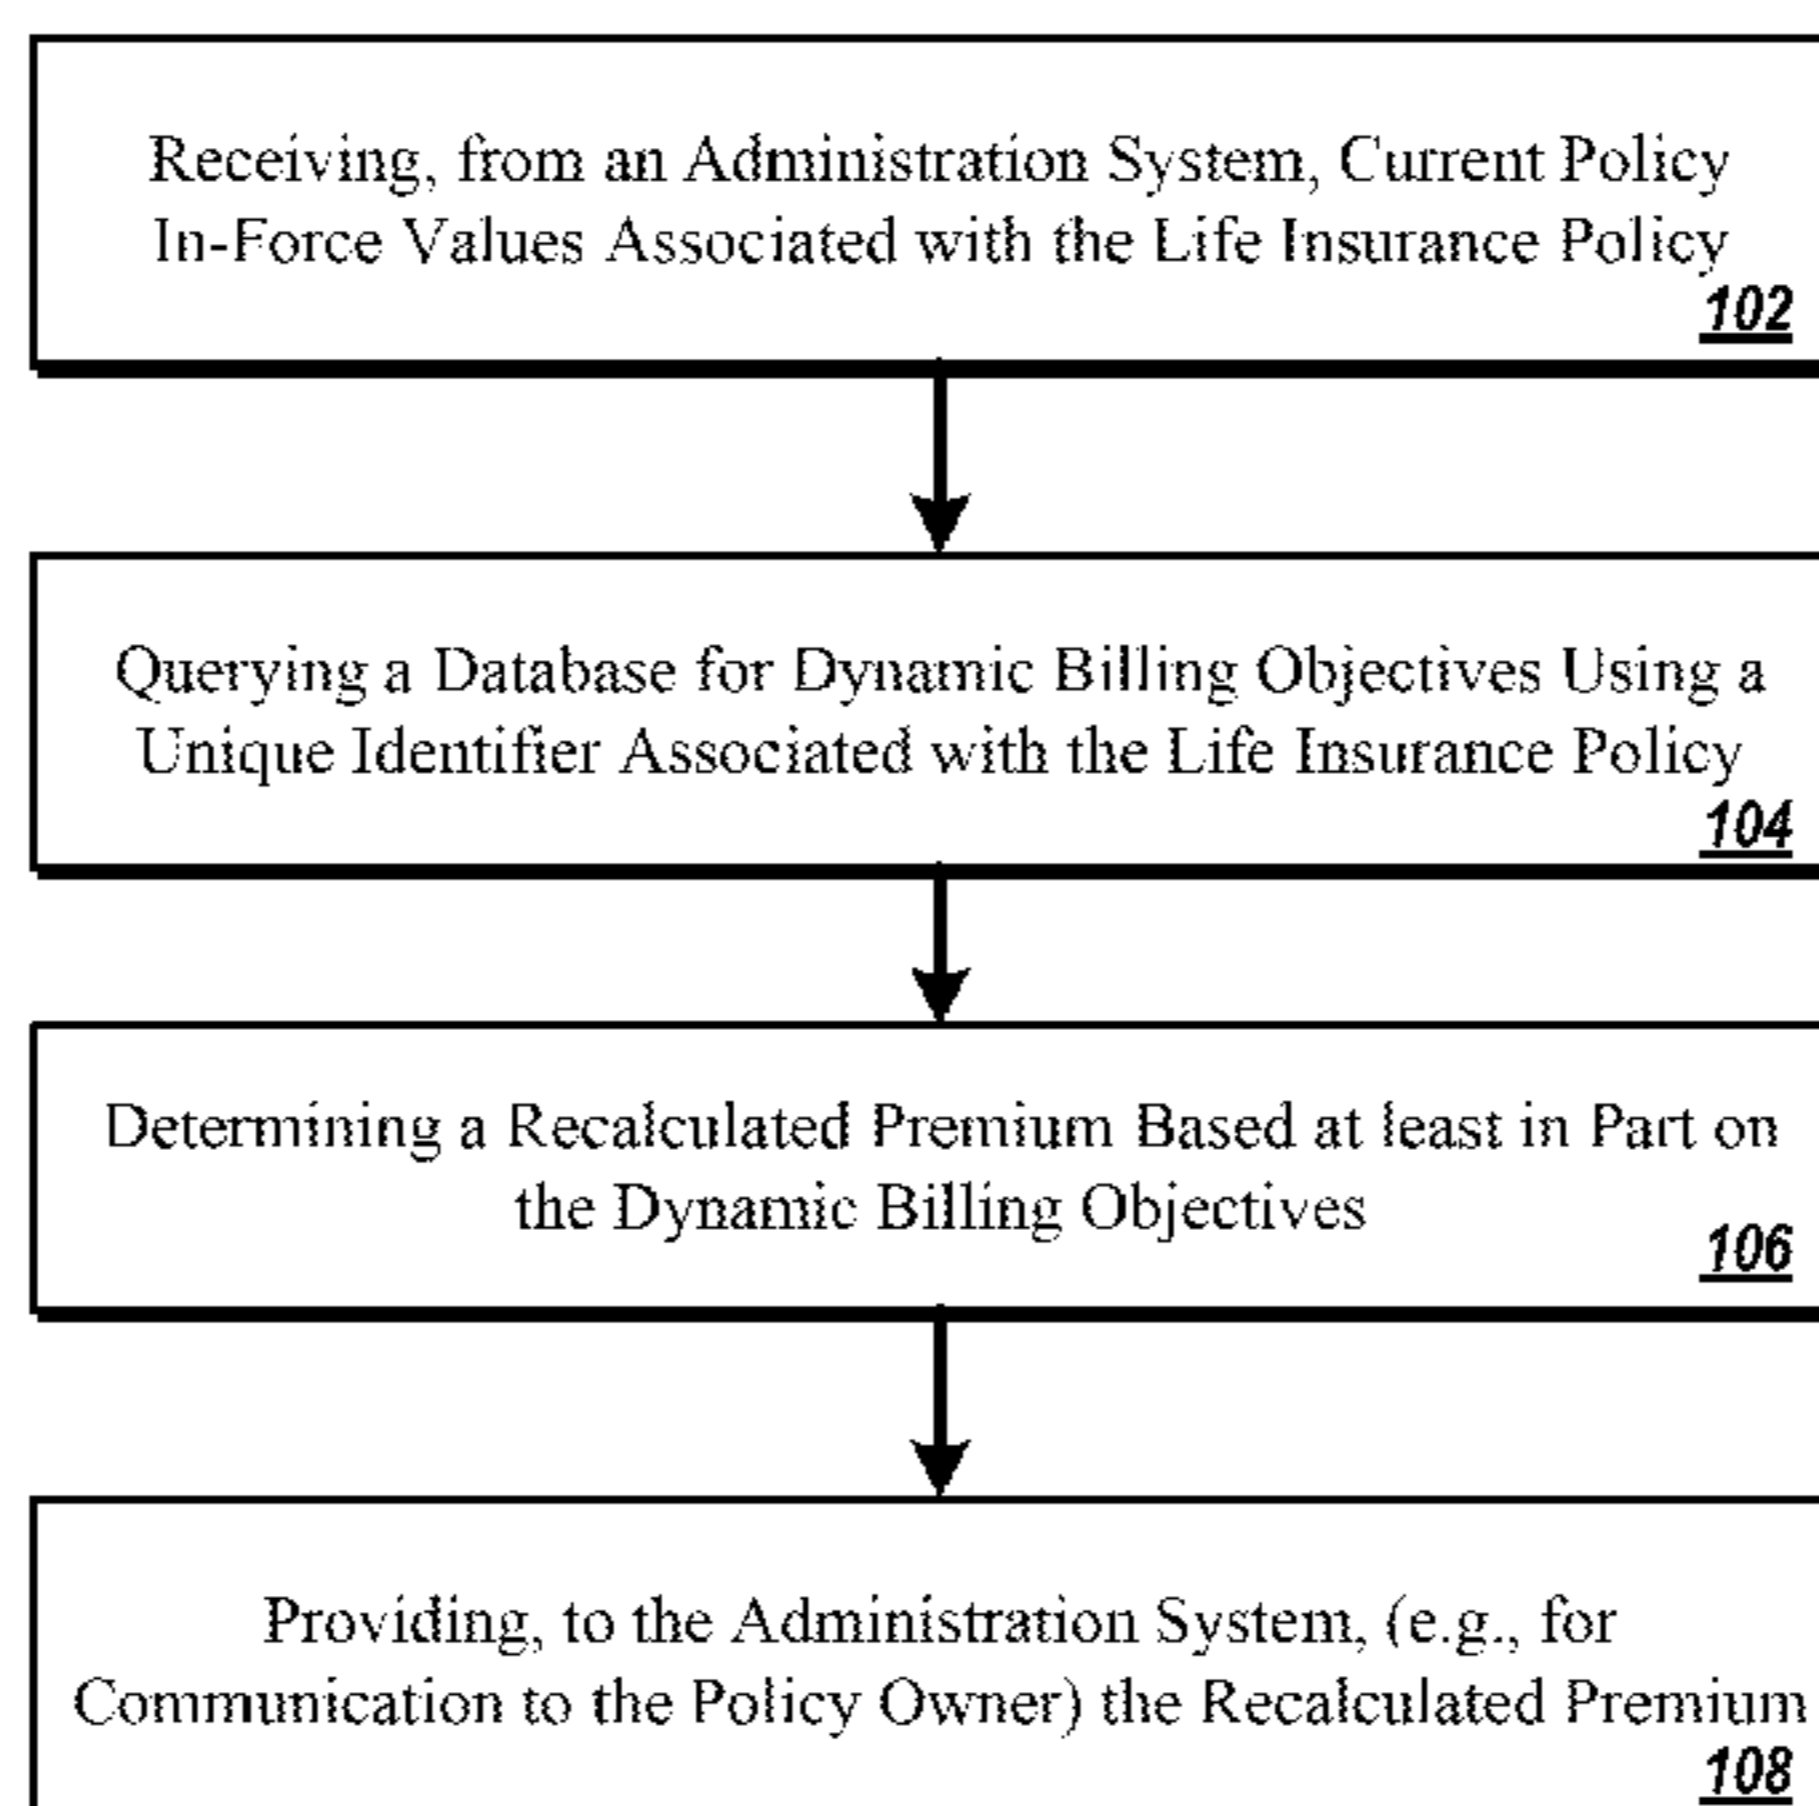 Receiving, from an Administration System, Current Policy
In-Force Values Associated with the Life Insurance Policy
102
Querying a Database for Dynamic Billing Objectives Using a
Unique Identifier Associated with the Life Insurance Policy
104
Determining a Recalculated Premium Based at least in Part on
the Dynamic Billing Objectives
106
Providing, to the Administration System, (e.g., for
Communication to the Policy Owner) the Recalculated Premium
108